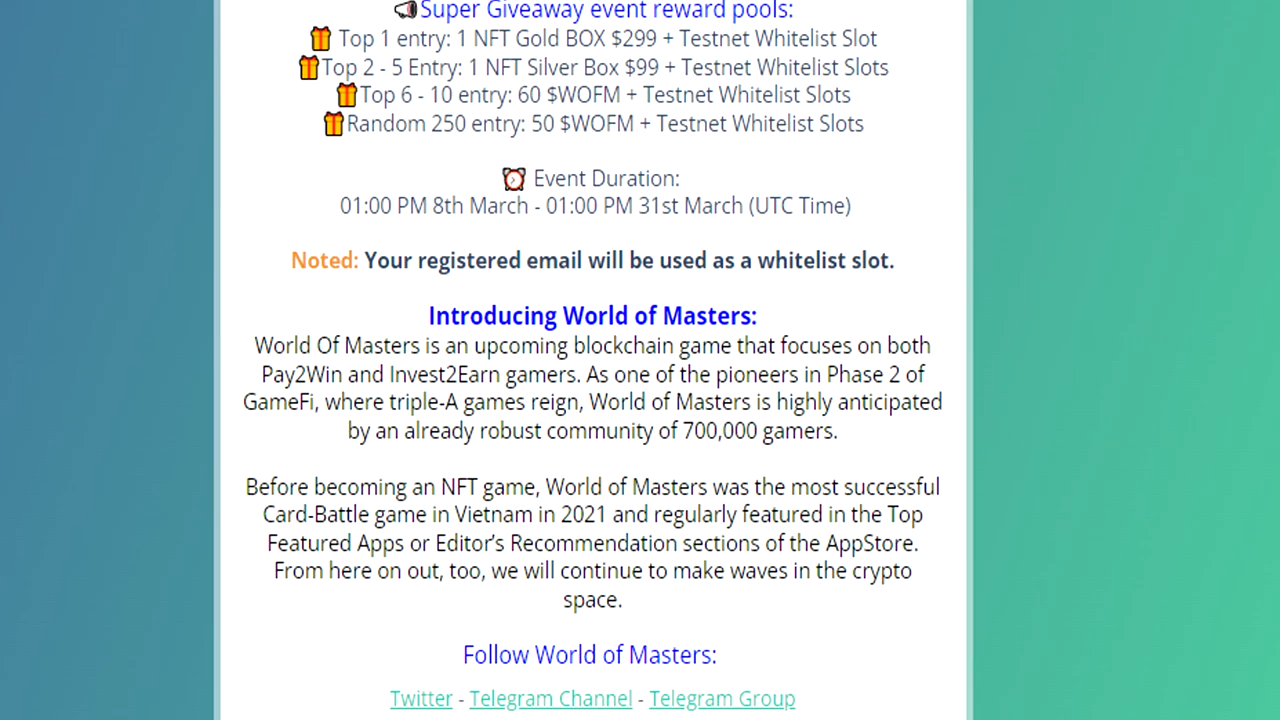 Super Giveaway event reward pools:
Top 1 entry: 1 NFT Gold BOX $299 + Testnet Whitelist Slot
Top 2 - 5 Entry: 1 NFT Silver Box $99 + Testnet Whitelist Slots
Top 6 - 10 entry: 60 $WOFM + Testnet Whitelist Slots
Random 250 entry: 50 $WOFM + Testnet Whitelist Slots
Event Duration:
01:00 PM 8th March - 01:00 PM 31st March (UTC Time)
Noted: Your registered email will be used as a whitelist slot.
Introducing World of Masters:
World Of Masters is an upcoming blockchain game that focuses on both
Pay2Win and Invest2Earn gamers. As one of the pioneers in Phase 2 of
GameFi, where triple-A games reign, World of Masters is highly anticipated
by an already robust community of 700,000 gamers.
Before becoming an NFT game, World of Masters was the most successful
Card-Battle game in Vietnam in 2021 and regularly featured in the Top
Featured Apps or Editor’s Recommendation sections of the AppStore.
From here on out, too, we will continue to make waves in the crypto
space.
Follow World of Masters:
Twitter - Telegram Channel - Telegram Group